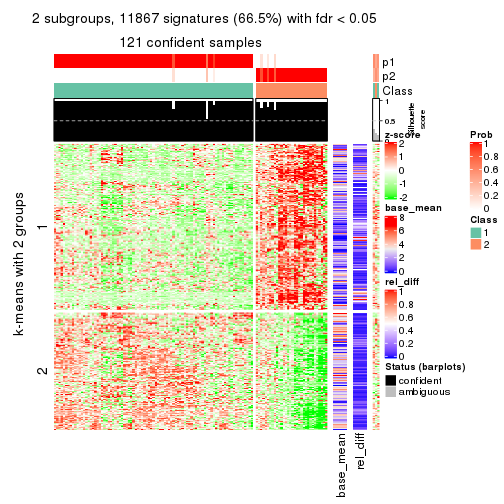 2 subgroups, 11867 signatures (66.5%) with fdr < 0.05
121 confident samples
p1
p2
Class
1
0.5
0
Silhouette score
k-means with 2 groups
1
2
base_mean
rel_diff
z-score
2
1
0
-1
-2
base_mean
8
6
4
2
0
rel_diff
1
0.8
0.6
0.4
0.2
0
Status (barplots)
confident
ambiguous
Prob
1
0.8
0.6
0.4
0.2
0
Class
1
2